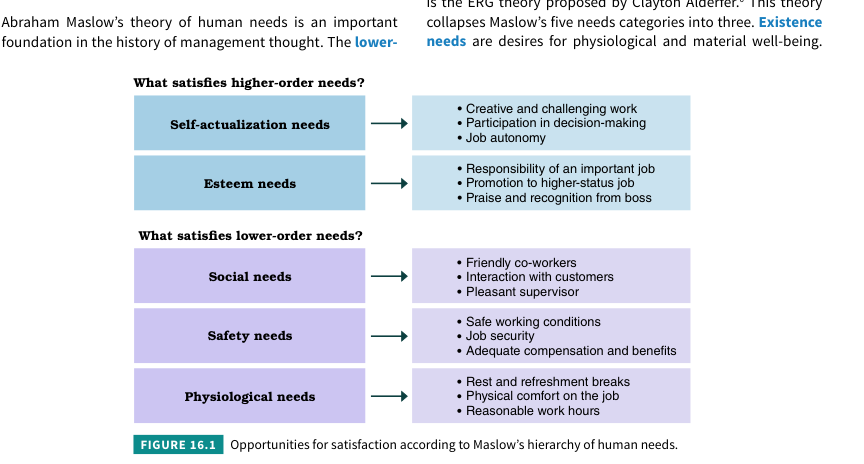 Abraham Maslow’s theory of human needs is an important
foundation in the history of management thought. The lower-
is the ERG theory proposed by Clayton Alderfer.⁶ This theory
collapses Maslow’s five needs categories into three. Existence
needs are desires for physiological and material well-being.
What satisfies higher-order needs?
Self-actualization needs
• Creative and challenging work
• Participation in decision-making
• Job autonomy
Esteem needs
• Responsibility of an important job
• Promotion to higher-status job
• Praise and recognition from boss
What satisfies lower-order needs?
Social needs
• Friendly co-workers
• Interaction with customers
• Pleasant supervisor
Safety needs
• Safe working conditions
• Job security
• Adequate compensation and benefits
Physiological needs
• Rest and refreshment breaks
• Physical comfort on the job
• Reasonable work hours
FIGURE 16.1 Opportunities for satisfaction according to Maslow’s hierarchy of human needs.